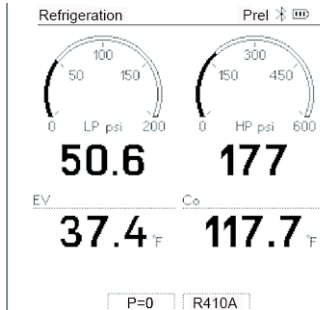 Refrigeration Prel
100 300
50 150 150 450
0 LP psi 200 0 HP psi 600
50.6 177
EV Co
37.4 °F 117.7 °F
P=0 R410A